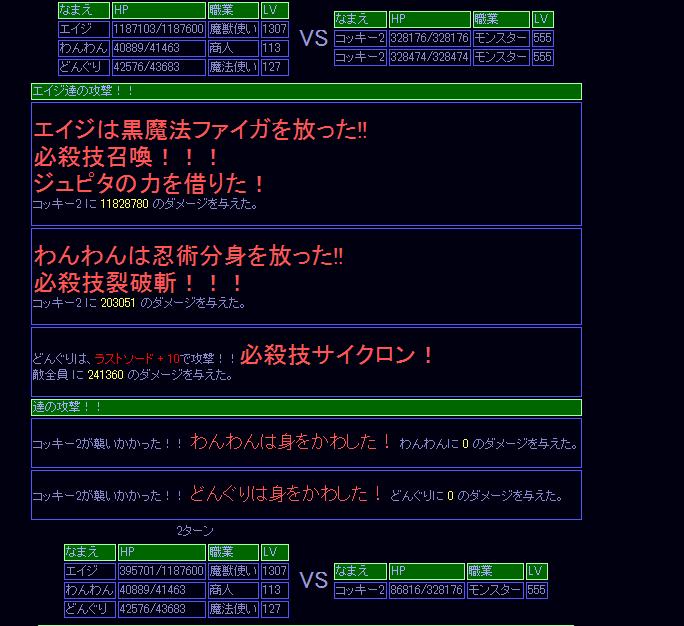 なまえ HP 職業 LV
エイジ 1187103/1187600 魔獣使い 1307
わんわん 40889/41463 商人 113
どんぐり 42576/43683 魔法使い 127
VS
なまえ HP 職業 LV
コッキー2 328176/328176 モンスター 555
コッキー2 328474/328474 モンスター 555
エイジ達の攻撃！！
エイジは黒魔法ファイガを放った!!
必殺技召喚！！！
ジュピタの力を借りた！
コッキー2 に 11828780 のダメージを与えた。
わんわんは忍術分身を放った!!
必殺技裂破斬！！！
コッキー2 に 203051 のダメージを与えた。
どんぐりは、ラストソード + 10で攻撃！！必殺技サイクロン！
敵全員 に 241360 のダメージを与えた。
達の攻撃！！
コッキー2が襲いかかった！！ わんわんは身をかわした！ わんわんに 0 のダメージを与えた。
コッキー2が襲いかかった！！ どんぐりは身をかわした！ どんぐりに 0 のダメージを与えた。
2ターン
なまえ HP 職業 LV
エイジ 395701/1187600 魔獣使い 1307
わんわん 40889/41463 商人 113
どんぐり 42576/43683 魔法使い 127
VS
なまえ HP 職業 LV
コッキー2 86816/328176 モンスター 555